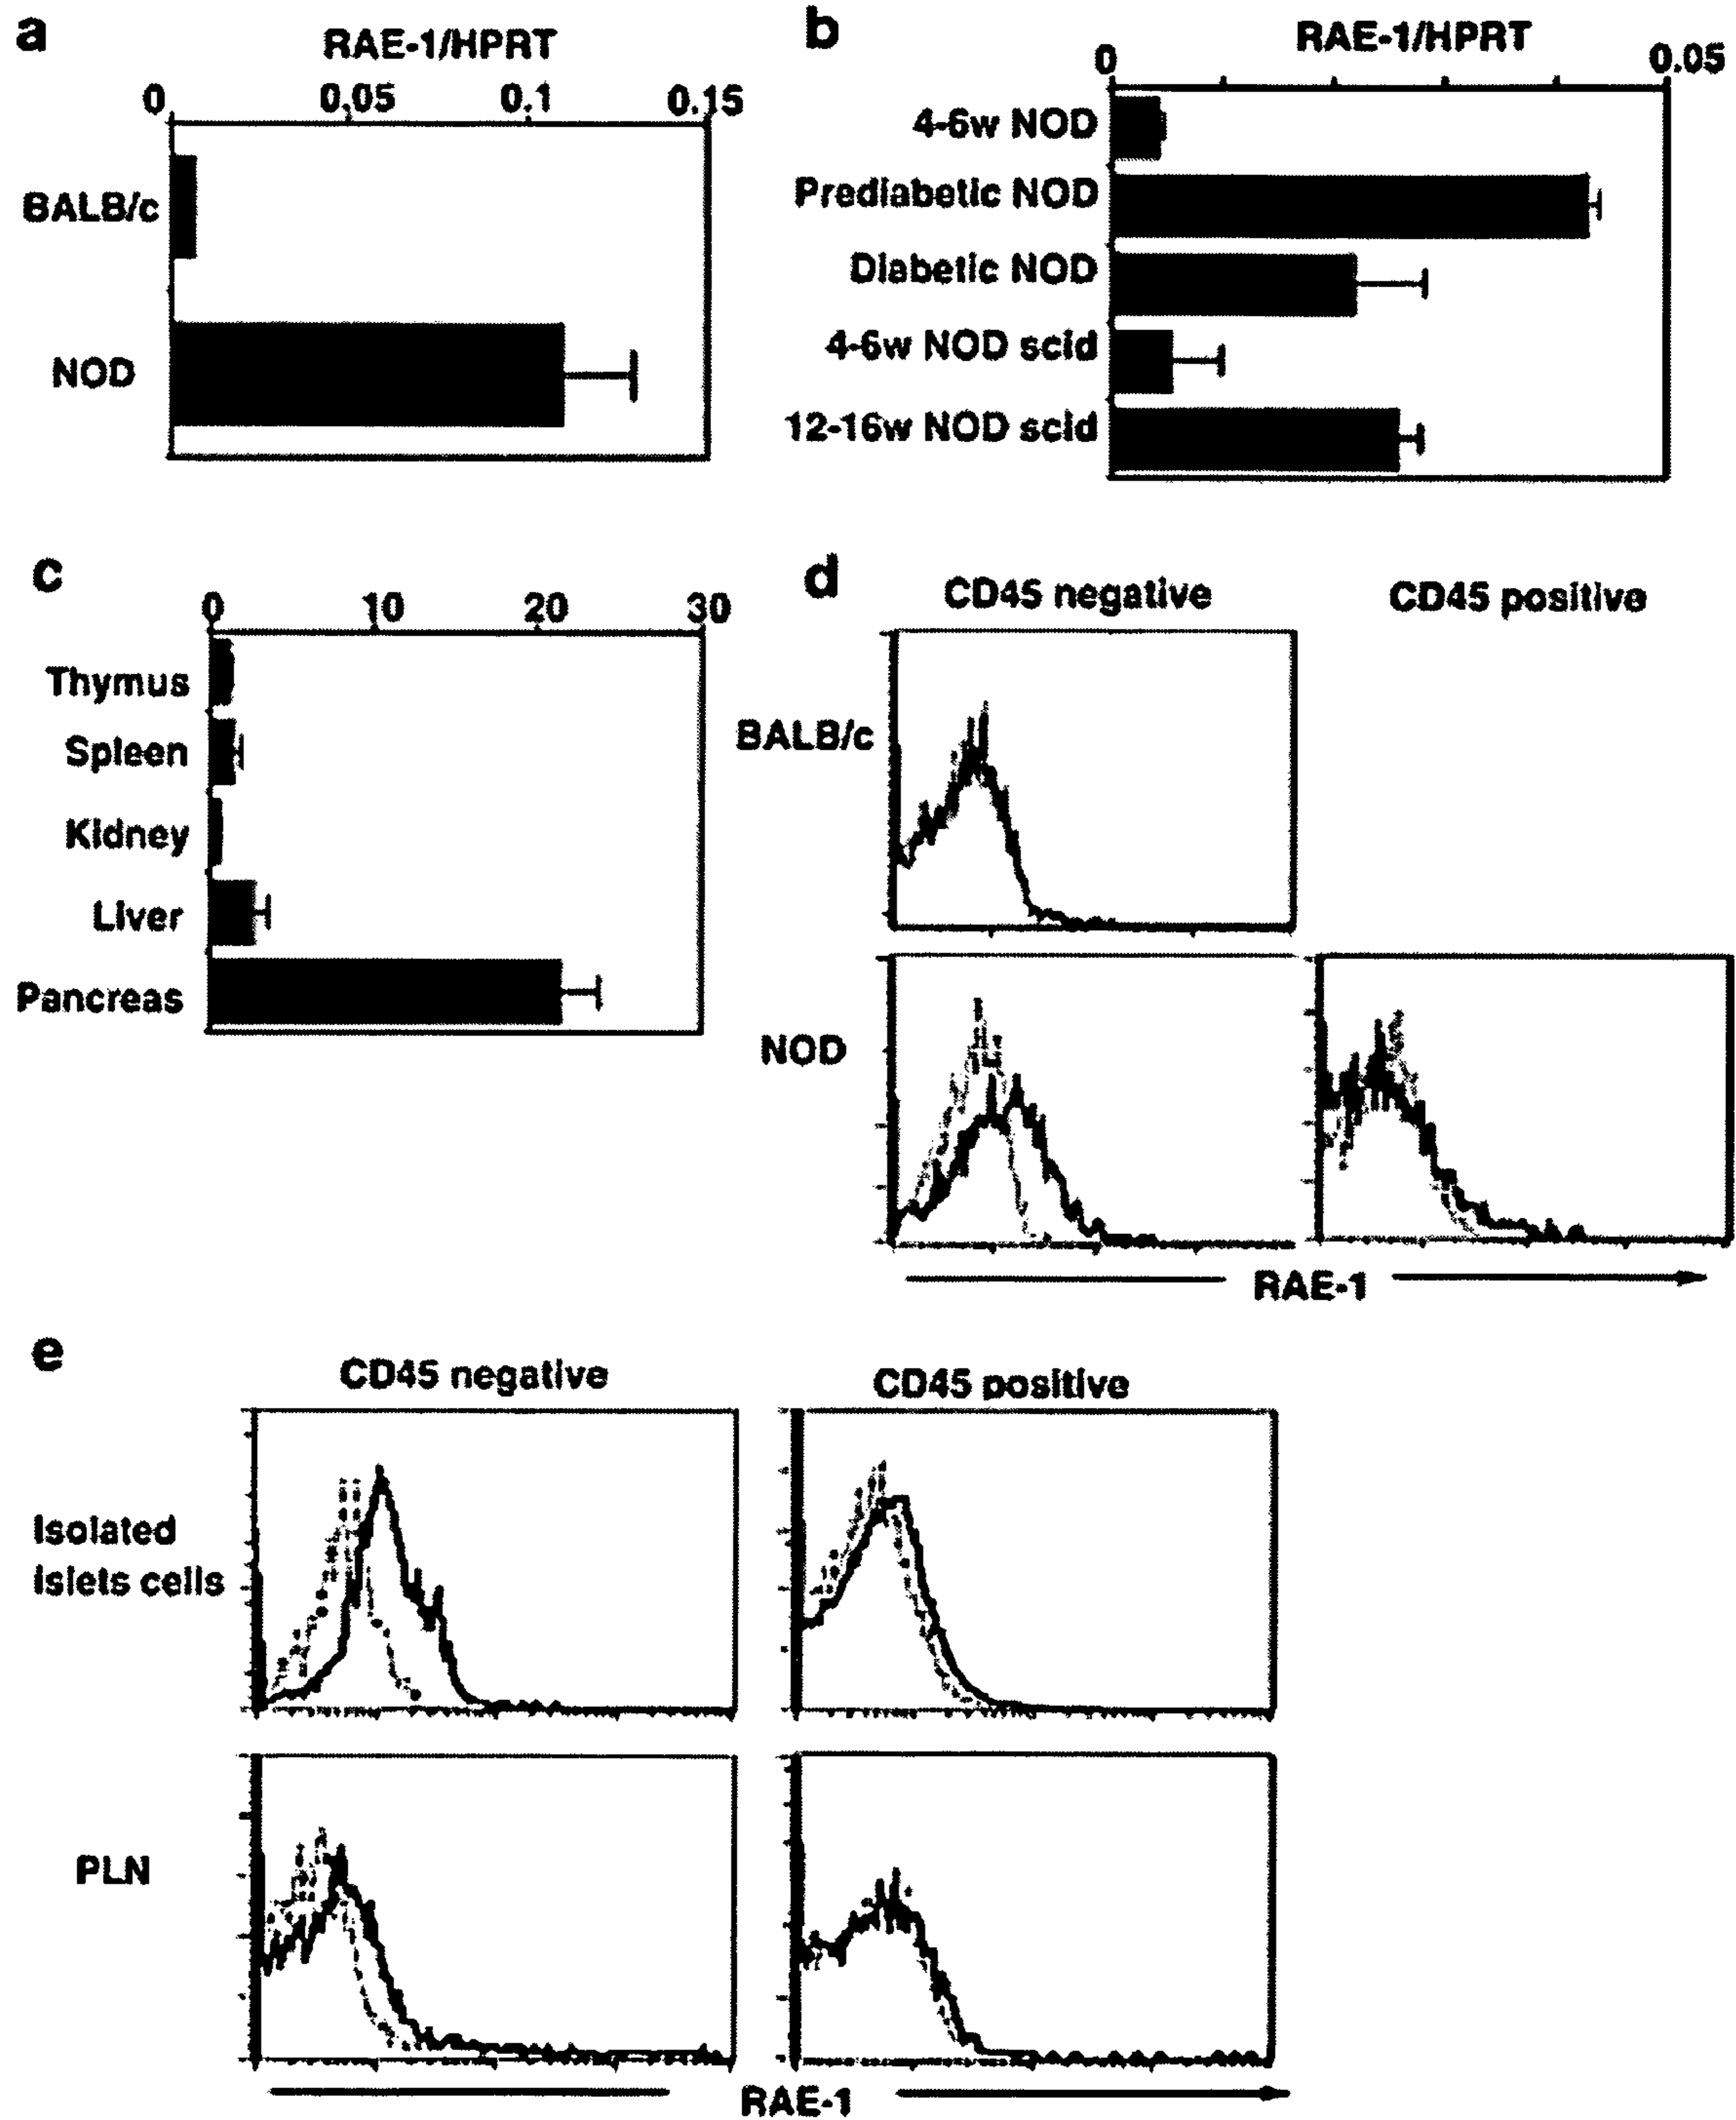 a
RAE-1/HPRT
0 0.05 0.1 0.15
BALB/c
NOD
b
RAE-1/HPRT
0 0.05
4-6w NOD
Prediabetic NOD
Diabetic NOD
4-6w NOD scid
12-16w NOD scid
c
0 10 20 30
Thymus
Spleen
Kidney
Liver
Pancreas
d
CD45 negative CD45 positive
BALB/c
NOD
RAE-1
e
CD45 negative CD45 positive
Isolated
islets cells
PLN
RAE-1